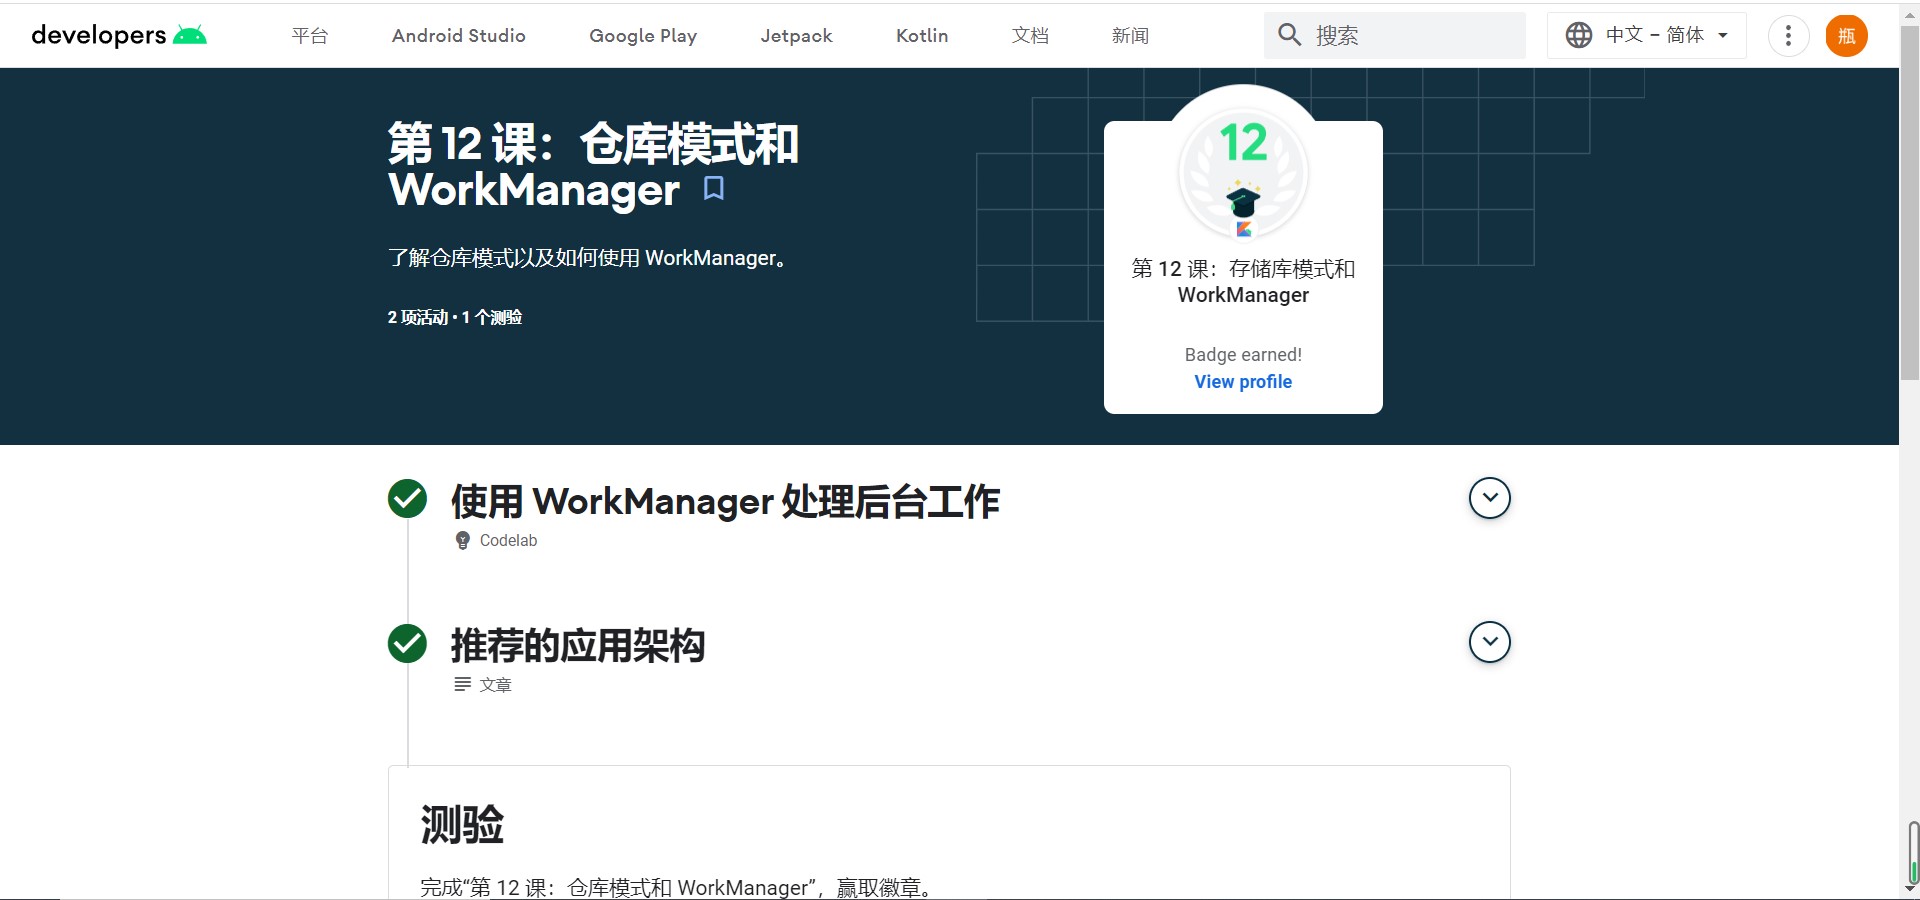 developers
平台
Android Studio
Google Play
Jetpack
Kotlin
文档
新闻
搜索
中文 – 简体
瓶
第 12 课：仓库模式和
WorkManager
了解仓库模式以及如何使用 WorkManager。
2 项活动 • 1 个测验
12
第 12 课：存储库模式和
WorkManager
Badge earned!
View profile
使用 WorkManager 处理后台工作
Codelab
推荐的应用架构
文章
测验
完成“第 12 课：仓库模式和 WorkManager”，赢取徽章。